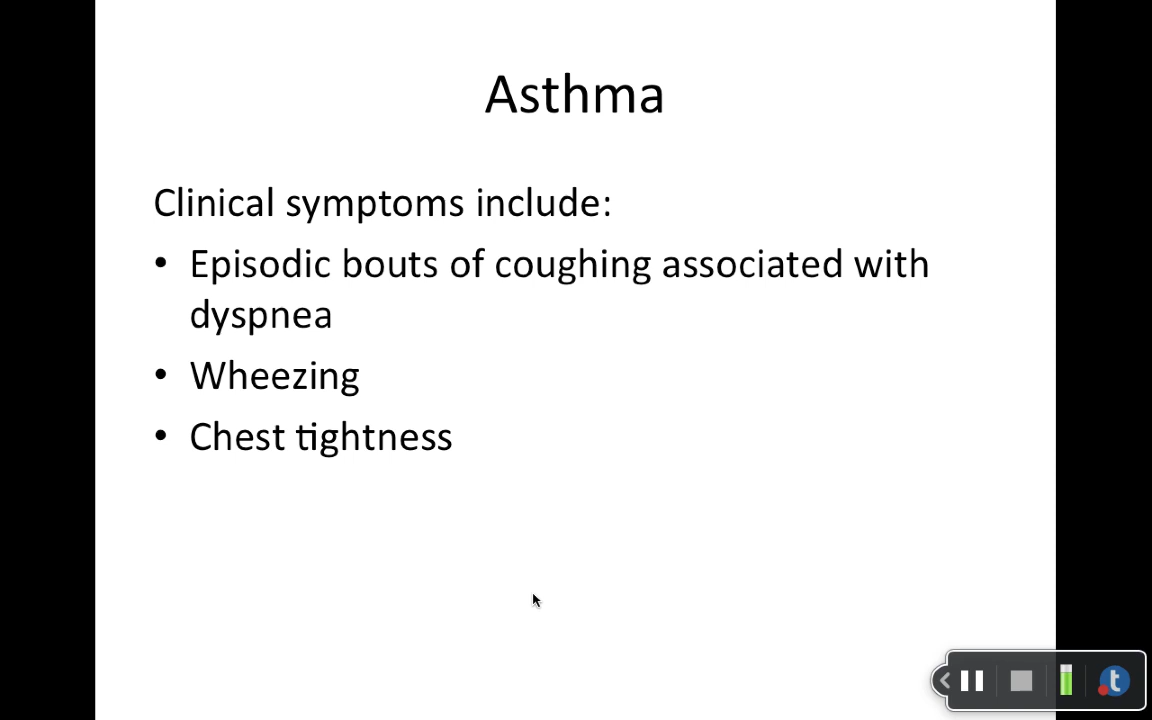 Asthma
Clinical symptoms include:
• Episodic bouts of coughing associated with
dyspnea
• Wheezing
• Chest tightness
t